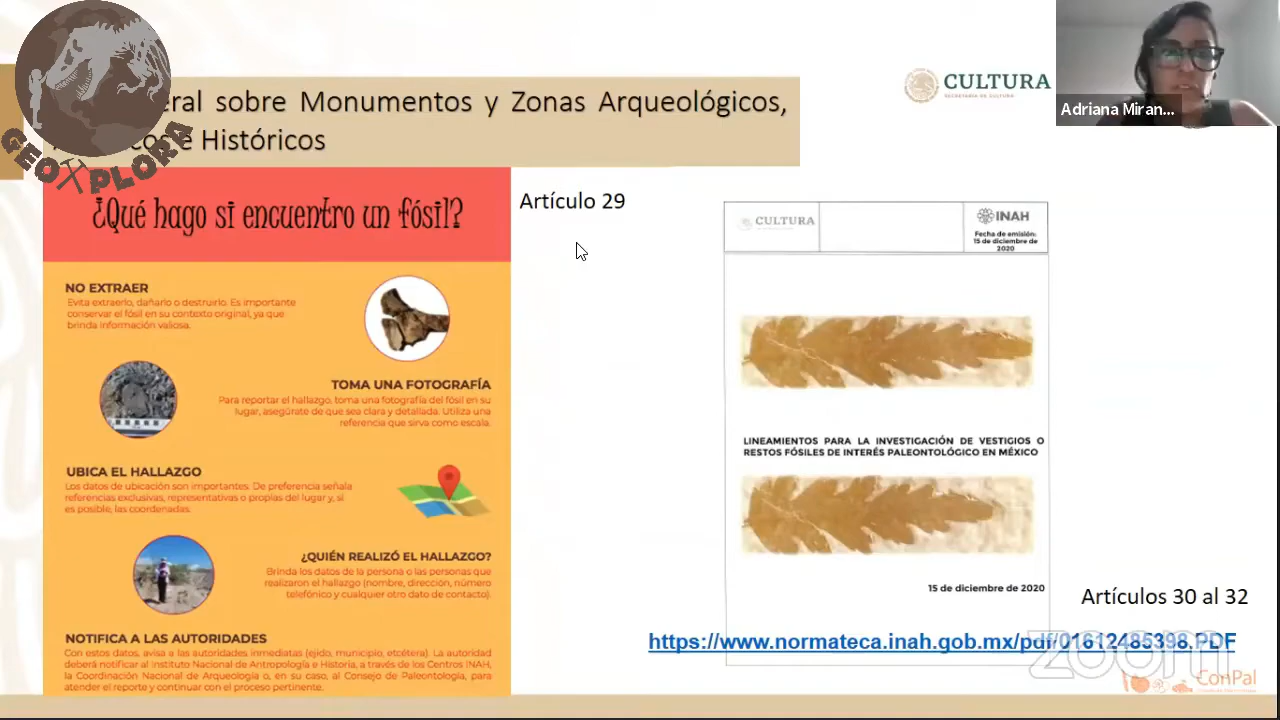 GEOXPLORA
eral sobre Monumentos y Zonas Arqueológicos,
cos e Históricos
CULTURA
SECRETARÍA DE CULTURA
Adriana Miran...
¿Qué hago si encuentro un fósil?
NO EXTRAER
Evita extraerlo, dañarlo o destruirlo. Es importante
conservar el fósil en su contexto original, ya que
brinda información valiosa.
TOMA UNA FOTOGRAFÍA
Para reportar el hallazgo, toma una fotografía del fósil en su
lugar, asegúrate de que sea clara y detallada. Utiliza una
referencia que sirva como escala.
UBICA EL HALLAZGO
Los datos de ubicación son importantes. De preferencia señala
referencias exclusivas, representativas o propias del lugar y, si
es posible, las coordenadas.
¿QUIÉN REALIZÓ EL HALLAZGO?
Brinda los datos de la persona o las personas que
realizaron el hallazgo (nombre, dirección, número
telefónico y cualquier otro dato de contacto).
NOTIFICA A LAS AUTORIDADES
Con estos datos, avisa a las autoridades inmediatas (ejido, municipio, etcétera). La autoridad
deberá notificar al Instituto Nacional de Antropología e Historia, a través de los Centros INAH,
la Coordinación Nacional de Arqueología o, en su caso, al Consejo de Paleontología, para
atender el reporte y continuar con el proceso pertinente.
Artículo 29
CULTURA
INAH
Fecha de emisión:
15 de diciembre de
2020
LINEAMIENTOS PARA LA INVESTIGACIÓN DE VESTIGIOS O
RESTOS FÓSILES DE INTERÉS PALEONTOLÓGICO EN MÉXICO
15 de diciembre de 2020
Artículos 30 al 32
https://www.normateca.inah.gob.mx/pdf/01612485398.PDF
zoom
ConPal